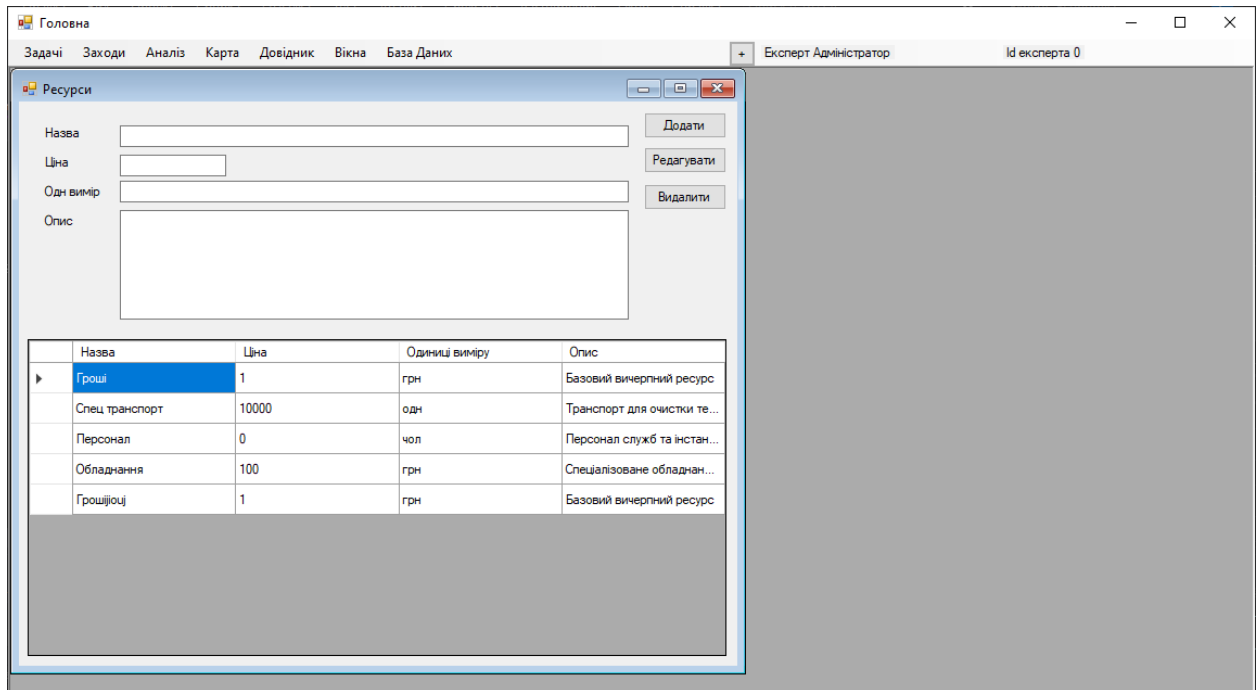 Головна
Задачі Заходи Аналіз Карта Довідник Вікна База Даних + Експерт Адміністратор Id експерта 0
Ресурси
Назва Додати
Ціна Редагувати
Одн вимір Видалити
Опис
Назва Ціна Одиниці виміру Опис
Гроші 1 грн Базовий вичерпний ресурс
Спец транспорт 10000 одн Транспорт для очистки те...
Персонал 0 чол Персонал служб та інстан...
Обладнання 100 грн Спеціалізоване обладнан...
Грошijiouj 1 грн Базовий вичерпний ресурс